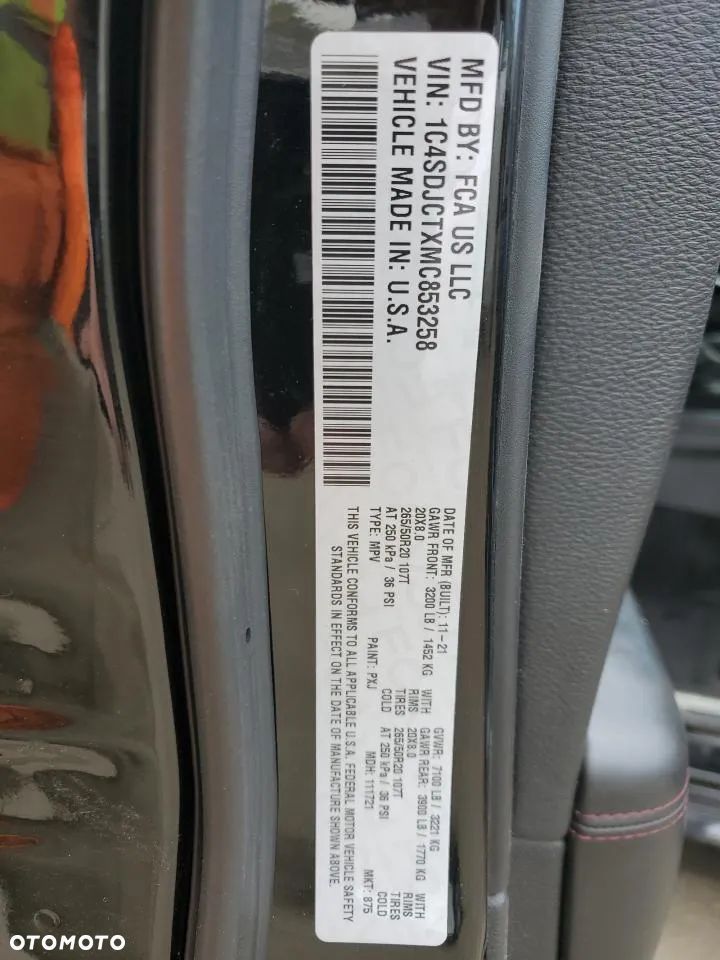 MFD BY: FCA US LLC
VIN: 1C4SDJCTXMC853258
VEHICLE MADE IN: U.S.A.
DATE OF MFR (BUILT): 11-21 GVWR: 7100 LB / 3221 KG
GAWR FRONT: 3200 LB / 1452 KG WITH GAWR REAR: 3900 LB / 1770 KG WITH
20X8.0 RIMS 20X8.0 RIMS
265/50R20 107T TIRES 265/50R20 107T TIRES
AT 250 kPa / 36 PSI COLD AT 250 kPa / 36 PSI COLD
TYPE: MPV PAINT: PXJ MDH: 111721 MKT: 875
THIS VEHICLE CONFORMS TO ALL APPLICABLE U.S.A. FEDERAL MOTOR VEHICLE SAFETY
STANDARDS IN EFFECT ON THE DATE OF MANUFACTURE SHOWN ABOVE.
OTOMOTO